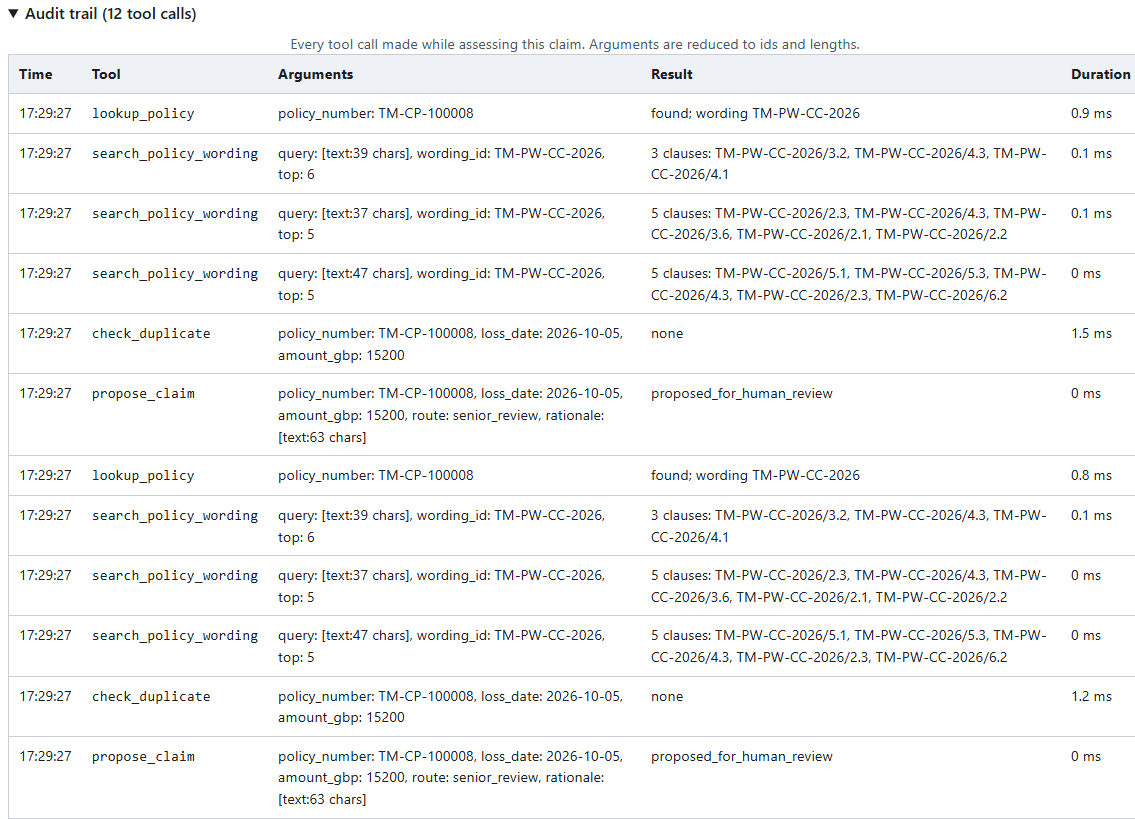 ▼ Audit trail (12 tool calls)
Every tool call made while assessing this claim. Arguments are reduced to ids and lengths.
Time Tool Arguments Result Duration
17:29:27 lookup_policy policy_number: TM-CP-100008 found; wording TM-PW-CC-2026 0.9 ms
17:29:27 search_policy_wording query: [text:39 chars], wording_id: TM-PW-CC-2026, 3 clauses: TM-PW-CC-2026/3.2, TM-PW-CC-2026/4.3, TM-PW- 0.1 ms
top: 6 CC-2026/4.1
17:29:27 search_policy_wording query: [text:37 chars], wording_id: TM-PW-CC-2026, 5 clauses: TM-PW-CC-2026/2.3, TM-PW-CC-2026/4.3, TM-PW- 0.1 ms
top: 5 CC-2026/3.6, TM-PW-CC-2026/2.1, TM-PW-CC-2026/2.2
17:29:27 search_policy_wording query: [text:47 chars], wording_id: TM-PW-CC-2026, 5 clauses: TM-PW-CC-2026/5.1, TM-PW-CC-2026/5.3, TM-PW- 0 ms
top: 5 CC-2026/4.3, TM-PW-CC-2026/2.3, TM-PW-CC-2026/6.2
17:29:27 check_duplicate policy_number: TM-CP-100008, loss_date: 2026-10-05, none 1.5 ms
amount_gbp: 15200
17:29:27 propose_claim policy_number: TM-CP-100008, loss_date: 2026-10-05, proposed_for_human_review 0 ms
amount_gbp: 15200, route: senior_review, rationale:
[text:63 chars]
17:29:27 lookup_policy policy_number: TM-CP-100008 found; wording TM-PW-CC-2026 0.8 ms
17:29:27 search_policy_wording query: [text:39 chars], wording_id: TM-PW-CC-2026, 3 clauses: TM-PW-CC-2026/3.2, TM-PW-CC-2026/4.3, TM-PW- 0.1 ms
top: 6 CC-2026/4.1
17:29:27 search_policy_wording query: [text:37 chars], wording_id: TM-PW-CC-2026, 5 clauses: TM-PW-CC-2026/2.3, TM-PW-CC-2026/4.3, TM-PW- 0 ms
top: 5 CC-2026/3.6, TM-PW-CC-2026/2.1, TM-PW-CC-2026/2.2
17:29:27 search_policy_wording query: [text:47 chars], wording_id: TM-PW-CC-2026, 5 clauses: TM-PW-CC-2026/5.1, TM-PW-CC-2026/5.3, TM-PW- 0 ms
top: 5 CC-2026/4.3, TM-PW-CC-2026/2.3, TM-PW-CC-2026/6.2
17:29:27 check_duplicate policy_number: TM-CP-100008, loss_date: 2026-10-05, none 1.2 ms
amount_gbp: 15200
17:29:27 propose_claim policy_number: TM-CP-100008, loss_date: 2026-10-05, proposed_for_human_review 0 ms
amount_gbp: 15200, route: senior_review, rationale:
[text:63 chars]